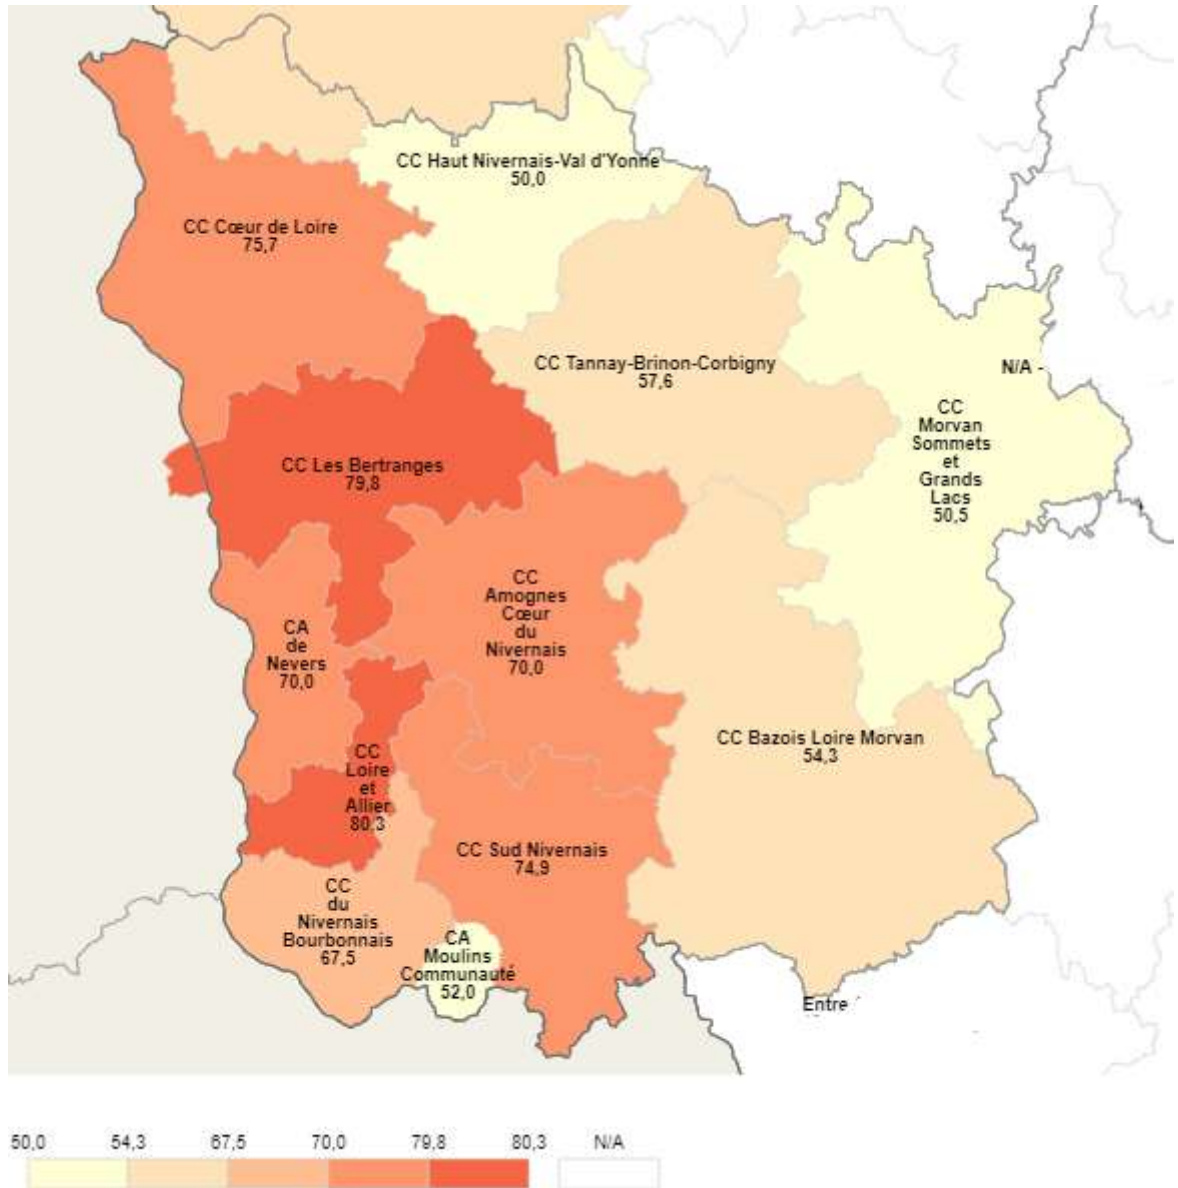 CC Haut Nivernais-Val d'Yonne
50,0
CC Cœur de Loire
75,7
CC Tannay-Brinon-Corbigny
57,6
N/A -
CC
Morvan
Sommets
et
Grands
Lacs
50,5
CC Les Bertranges
79,8
CC
Amognes
Cœur
du
Nivernais
70,0
CA
de
Nevers
70,0
CC Bazois Loire Morvan
54,3
CC
Loire
et
Allier
80,3
CC Sud Nivernais
74,9
CC
du
Nivernais
Bourbonnais
67,5
CA
Moulins
Communauté
52,0
Entre
50,0 54,3 67,5 70,0 79,8 80,3 N/A